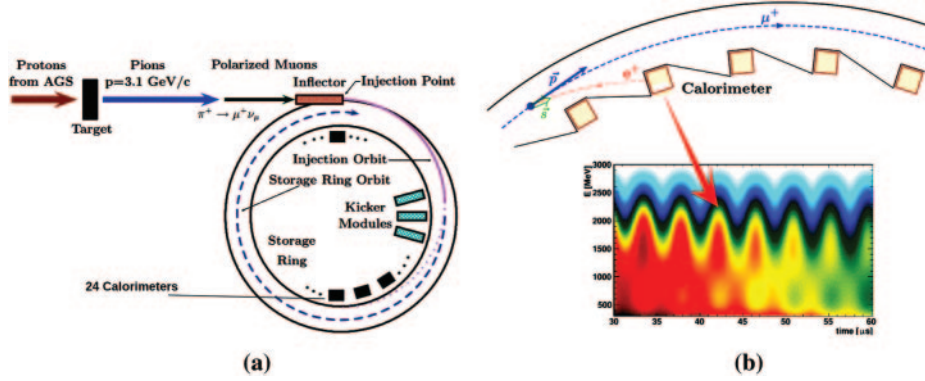 Protons
from AGS
Pions
p=3.1 GeV/c
Polarized Muons
Inflector
Injection Point
Target
π⁺ → μ⁺ν_μ
Injection Orbit
Storage Ring Orbit
Kicker
Modules
Storage
Ring
24 Calorimeters
(a)
μ⁺
p⃗
s⃗
e⁺
Calorimeter
E [MeV]
3000
2500
2000
1500
1000
500
30 35 40 45 50 55 60
time [μs]
(b)